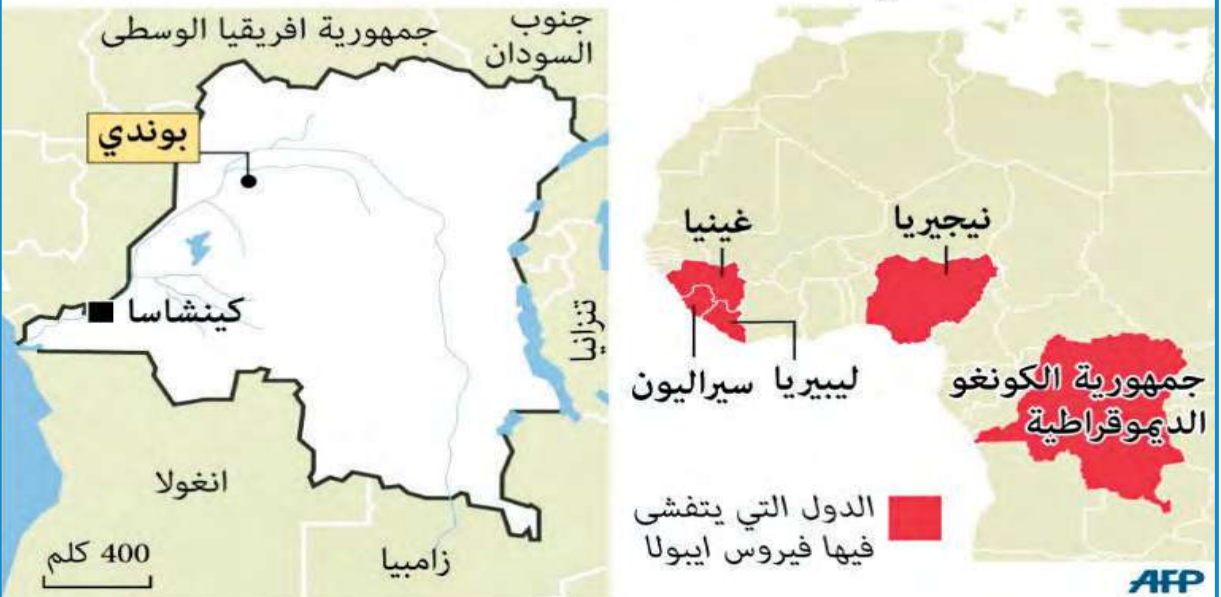 جنوب
السودان
جمهورية افريقيا الوسطى
بوندي
كينشاسا
تنزانيا
انغولا
زامبيا
400 كلم
نيجيريا
غينيا
ليبيريا
سيراليون
جمهورية الكونغو
الديموقراطية
الدول التي يتفشى
فيها فيروس ايبولا
AFP